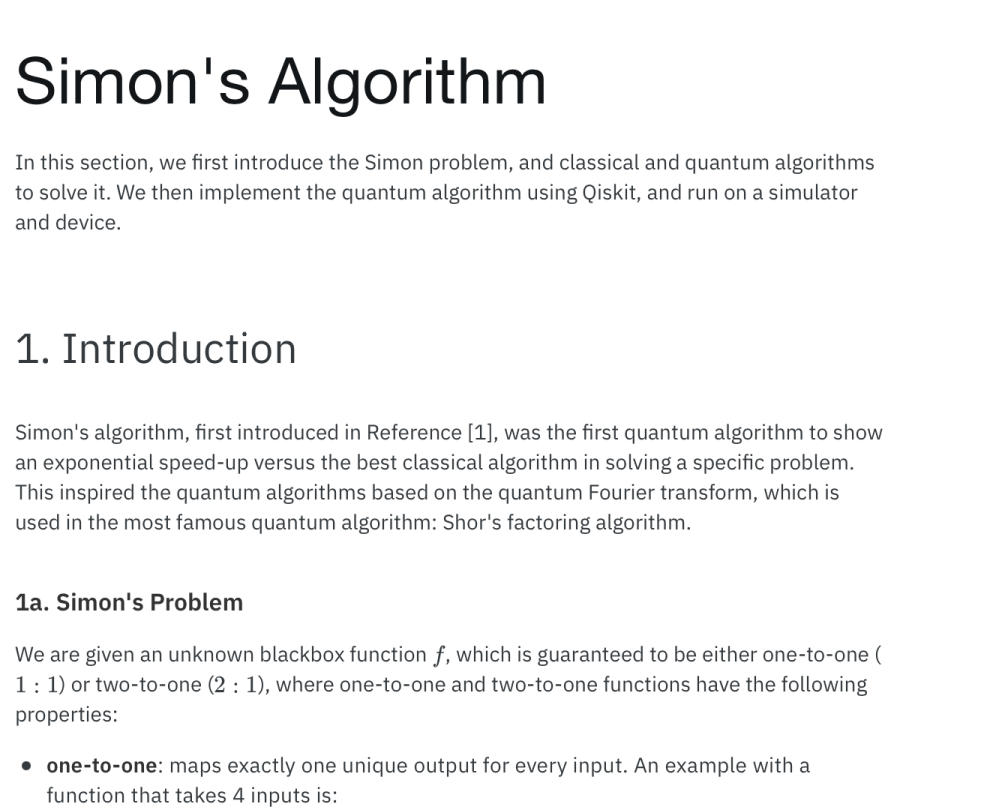 Simon's Algorithm
In this section, we first introduce the Simon problem, and classical and quantum algorithms
to solve it. We then implement the quantum algorithm using Qiskit, and run on a simulator
and device.
1. Introduction
Simon's algorithm, first introduced in Reference [1], was the first quantum algorithm to show
an exponential speed-up versus the best classical algorithm in solving a specific problem.
This inspired the quantum algorithms based on the quantum Fourier transform, which is
used in the most famous quantum algorithm: Shor's factoring algorithm.
1a. Simon's Problem
We are given an unknown blackbox function f, which is guaranteed to be either one-to-one (
1 : 1) or two-to-one (2 : 1), where one-to-one and two-to-one functions have the following
properties:
• one-to-one: maps exactly one unique output for every input. An example with a
function that takes 4 inputs is: